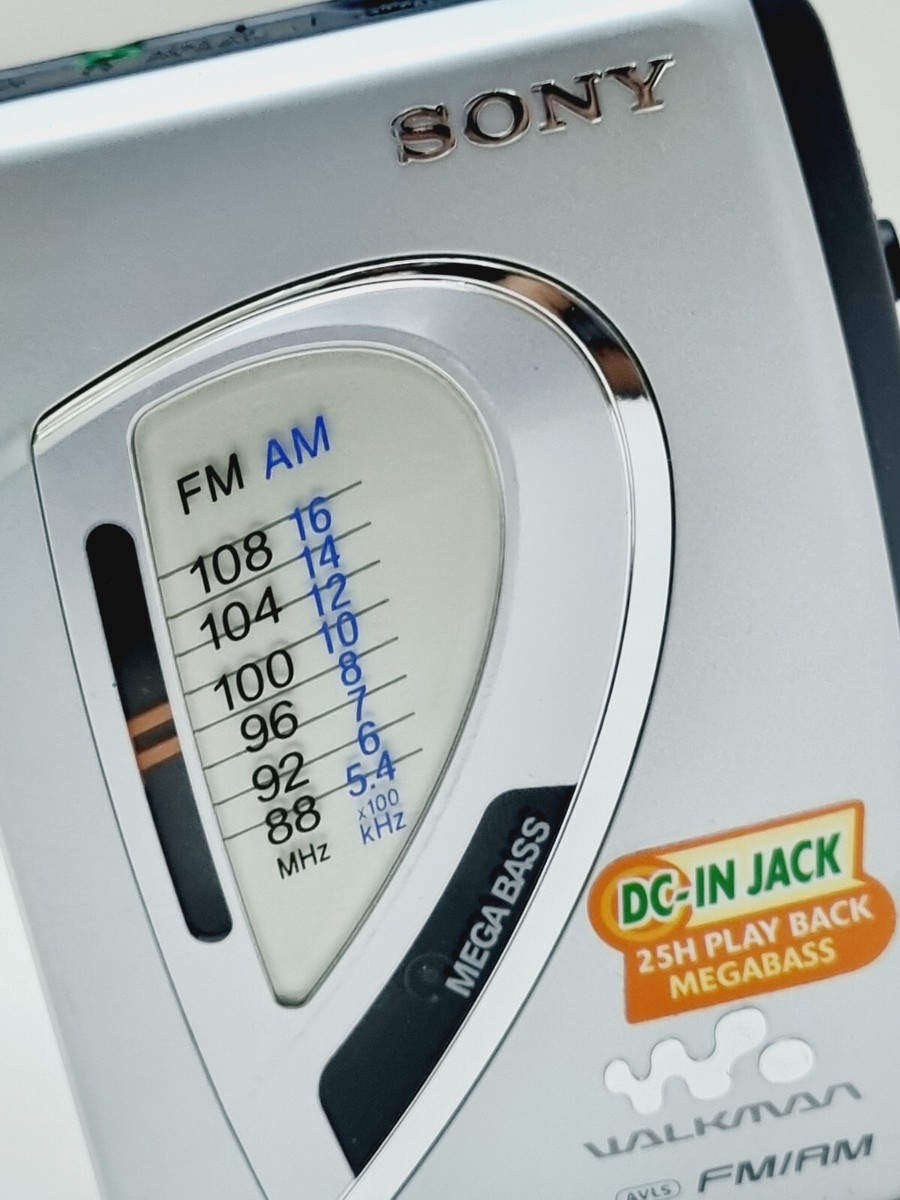 SONY
FM AM
16
108
14
12
104
10
100
8
96
7
6
92
5.4
88
x100
MHz
kHz
MEGA BASS
DC-IN JACK
25H PLAY BACK
MEGABASS
WALKMAN
AVLS FM/AM